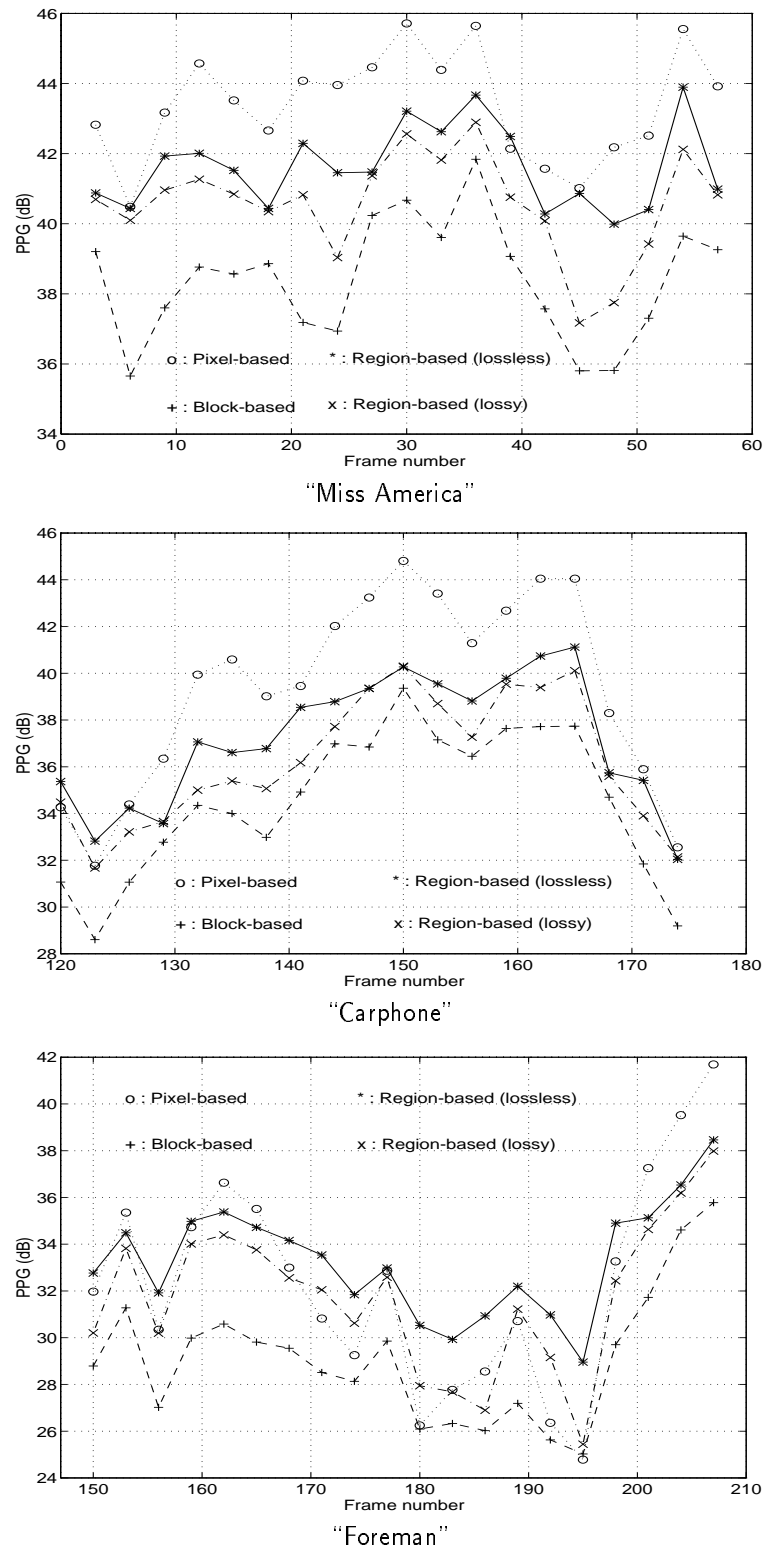 46
44
42
40
38
36
34
PPG (dB)
o : Pixel-based * : Region-based (lossless)
+ : Block-based x : Region-based (lossy)
0 10 20 30 40 50 60
Frame number
“Miss America”
46
44
42
40
38
36
34
32
30
28
PPG (dB)
o : Pixel-based * : Region-based (lossless)
+ : Block-based x : Region-based (lossy)
120 130 140 150 160 170 180
Frame number
“Carphone”
42
40
38
36
34
32
30
28
26
24
PPG (dB)
o : Pixel-based * : Region-based (lossless)
+ : Block-based x : Region-based (lossy)
150 160 170 180 190 200 210
Frame number
“Foreman”